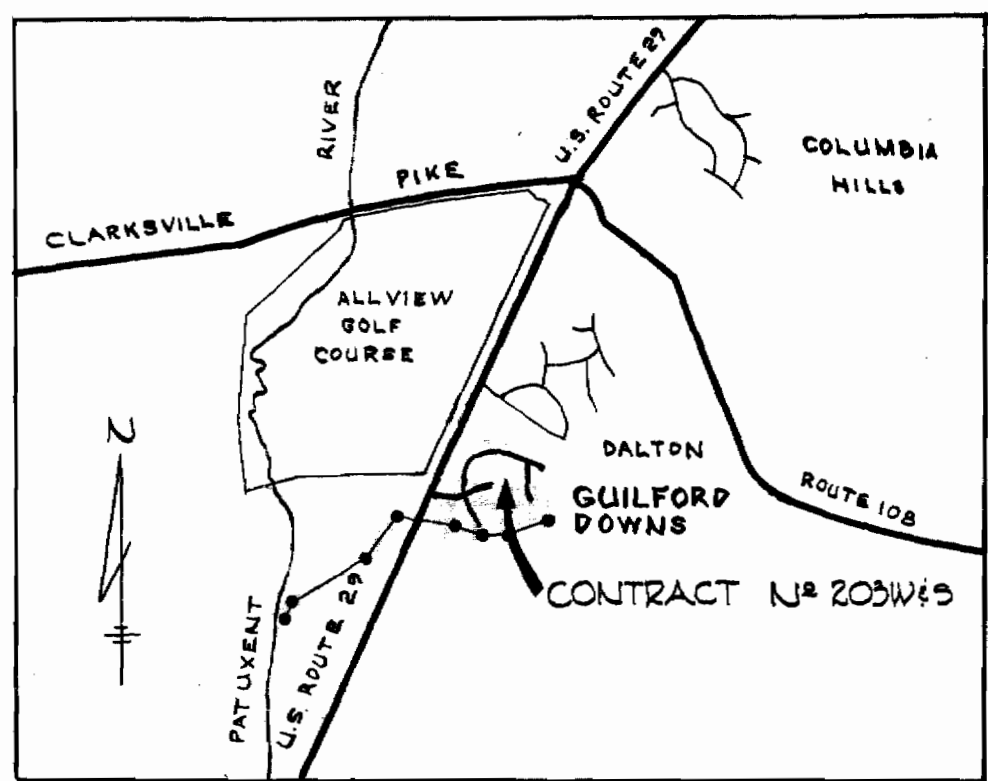 U.S. ROUTE 29
RIVER
COLUMBIA
HILLS
PIKE
CLARKSVILLE
ALLVIEW
GOLF
COURSE
N
DALTON
GUILFORD
DOWNS
ROUTE 108
CONTRACT Nº 203W&S
PATUXENT
U.S. ROUTE 29